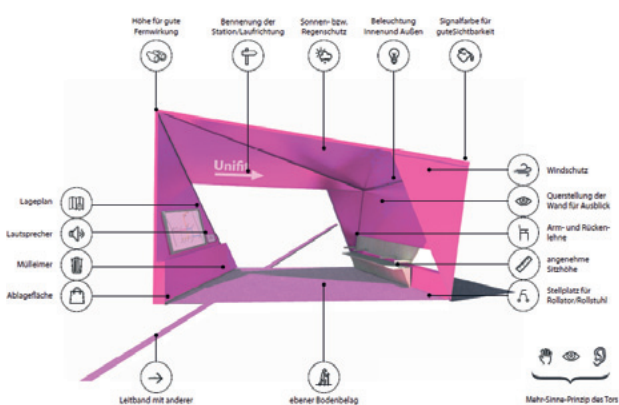 Höhe für gute
Fernwirkung
Bennenung der
Station/Laufrichtung
Sonnen- bzw.
Regenschutz
Beleuchtung
Innenund Außen
Signalfarbe für
guteSichtbarkeit
Unifit
Lageplan
Lautsprecher
Mülleimer
Ablagefläche
Windschutz
Querstellung der
Wand für Ausblick
Arm- und Rücken-
lehne
angenehme
Sitzhöhe
Stellplatz für
Rollator/Rollstuhl
Leitband mit anderer
ebener Bodenbelag
Mehr-Sinne-Prinzip des Tors